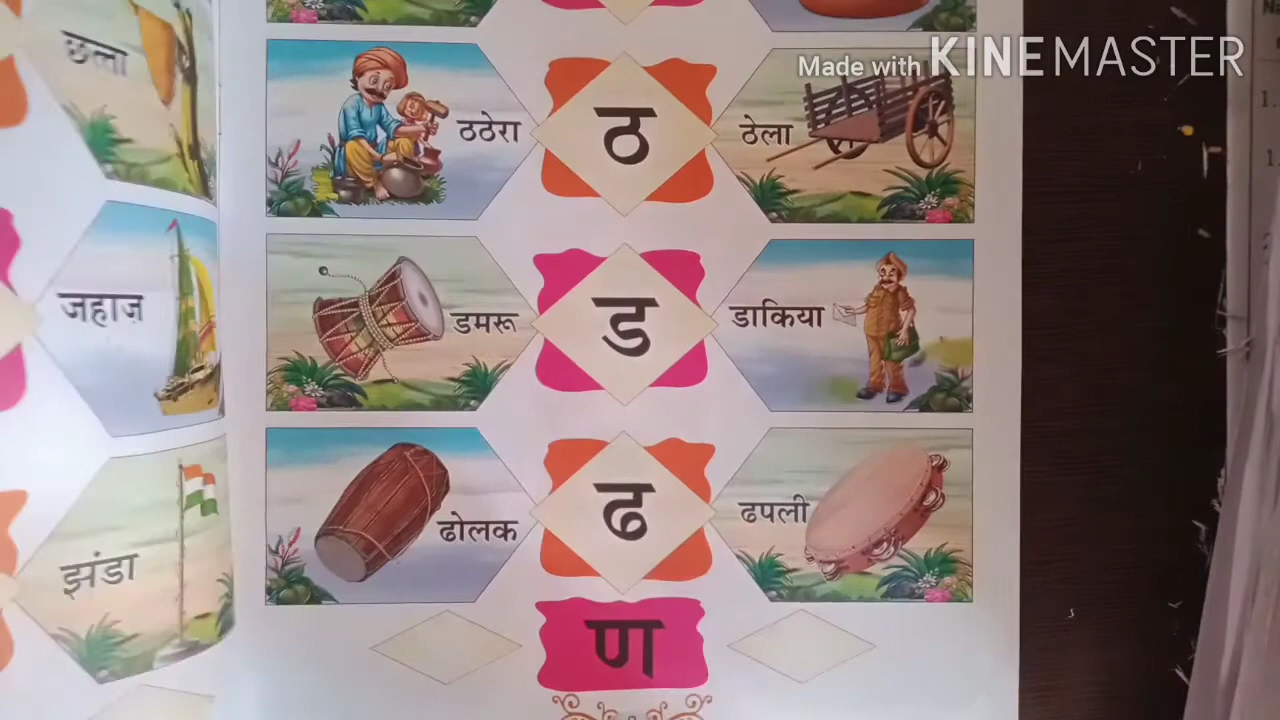 Made with KINEMASTER
छाता
जहाज़
झंडा
ठठेरा
ठ
ठेला
डमरू
ड
डाकिया
ढोलक
ढ
ढपली
ण